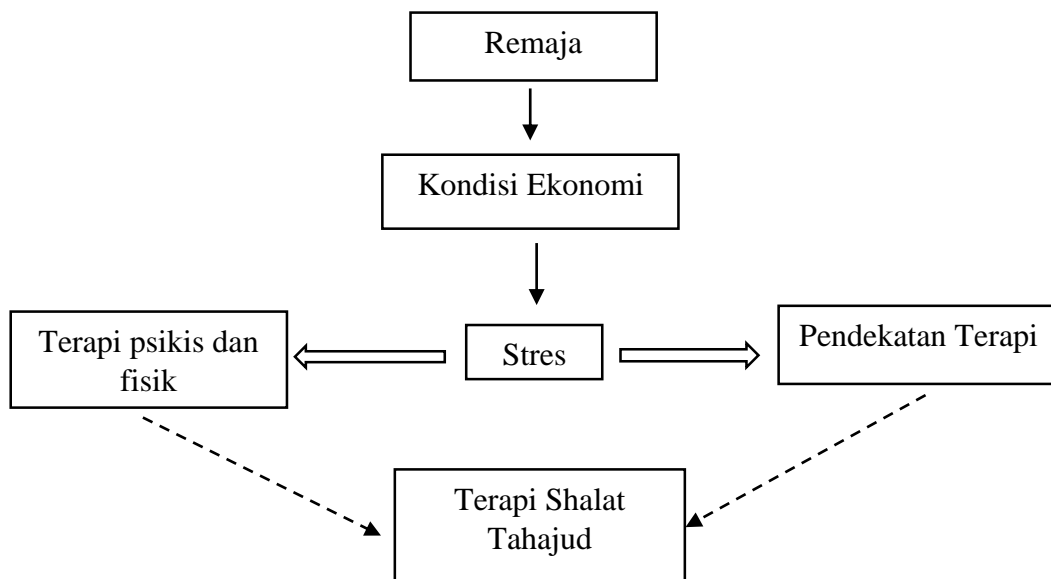 Remaja
Kondisi Ekonomi
Terapi psikis dan
fisik
Stres
Pendekatan Terapi
Terapi Shalat
Tahajud